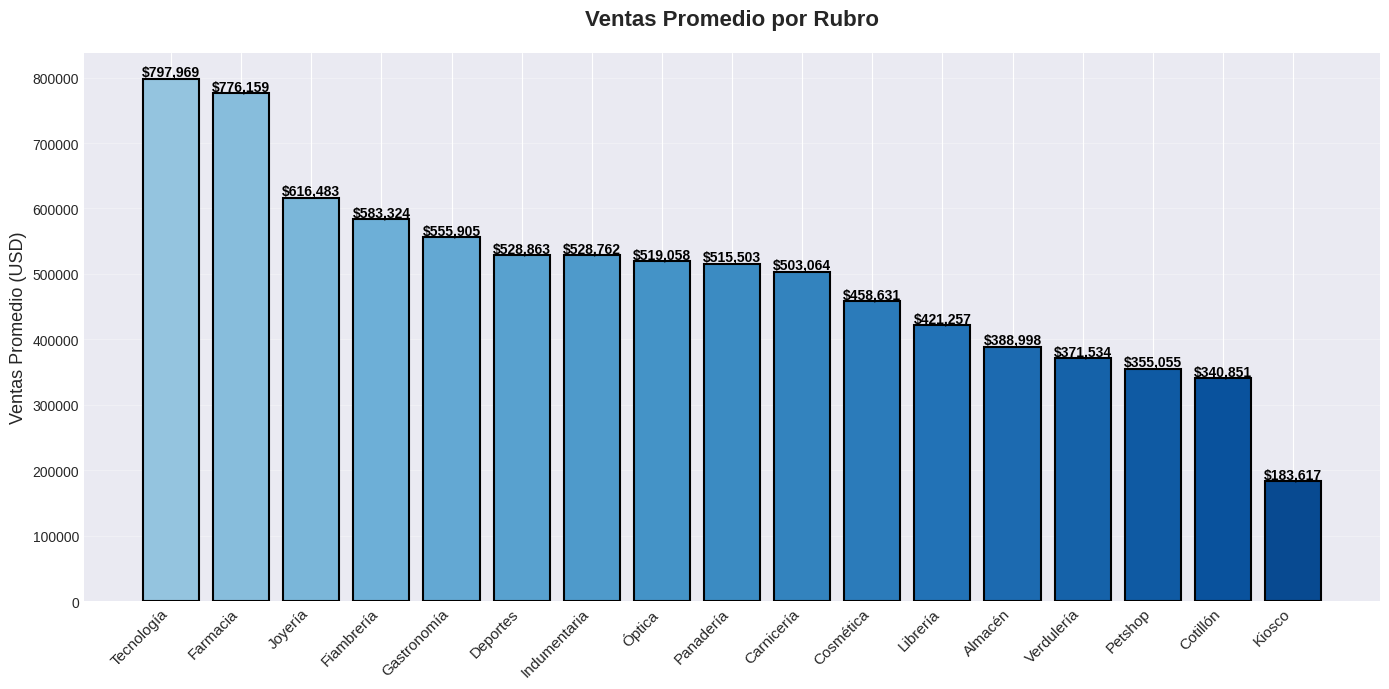 Ventas Promedio por Rubro
Ventas Promedio (USD)
800000
700000
600000
500000
400000
300000
200000
100000
0
$797,969
$776,159
$616,483
$583,324
$555,905
$528,863
$528,762
$519,058
$515,503
$503,064
$458,631
$421,257
$388,998
$371,534
$355,055
$340,851
$183,617
Tecnología
Farmacia
Joyería
Fiambrería
Gastronomía
Deportes
Indumentaria
Óptica
Panadería
Carnicería
Cosmética
Librería
Almacén
Verdulería
Petshop
Cotillón
Kiosco